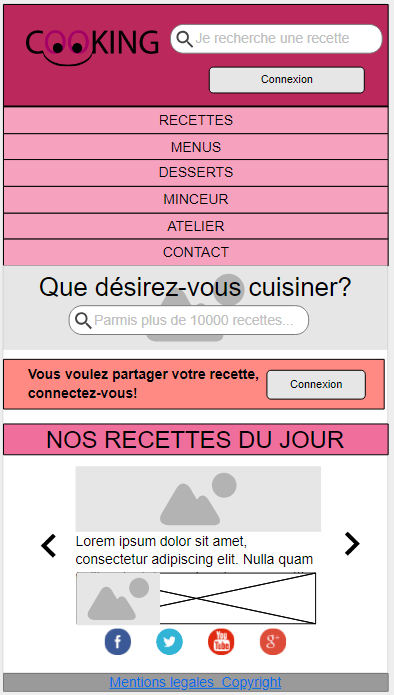 COOKING
Je recherche une recette
Connexion
RECETTES
MENUS
DESSERTS
MINCEUR
ATELIER
CONTACT
Que désirez-vous cuisiner?
Parmis plus de 10000 recettes...
Vous voulez partager votre recette,
connectez-vous!
Connexion
NOS RECETTES DU JOUR
Lorem ipsum dolor sit amet,
consectetur adipiscing elit. Nulla quam
f
You
Tube
g+
Mentions legales Copyright